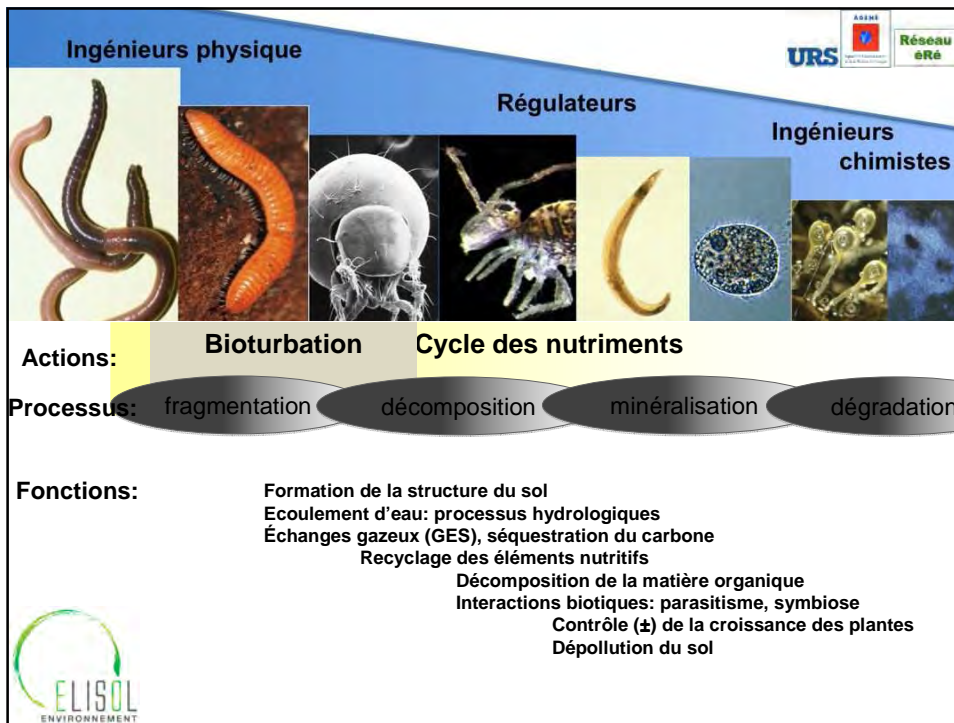 Ingénieurs physique
URS
ADEME
Réseau
éRé
Régulateurs
Ingénieurs
chimistes
Actions:
Bioturbation
Cycle des nutriments
Processus:
fragmentation
décomposition
minéralisation
dégradation
Fonctions:
Formation de la structure du sol
Ecoulement d'eau: processus hydrologiques
Échanges gazeux (GES), séquestration du carbone
Recyclage des éléments nutritifs
Décomposition de la matière organique
Interactions biotiques: parasitisme, symbiose
Contrôle (±) de la croissance des plantes
Dépollution du sol
ELISOL
ENVIRONNEMENT